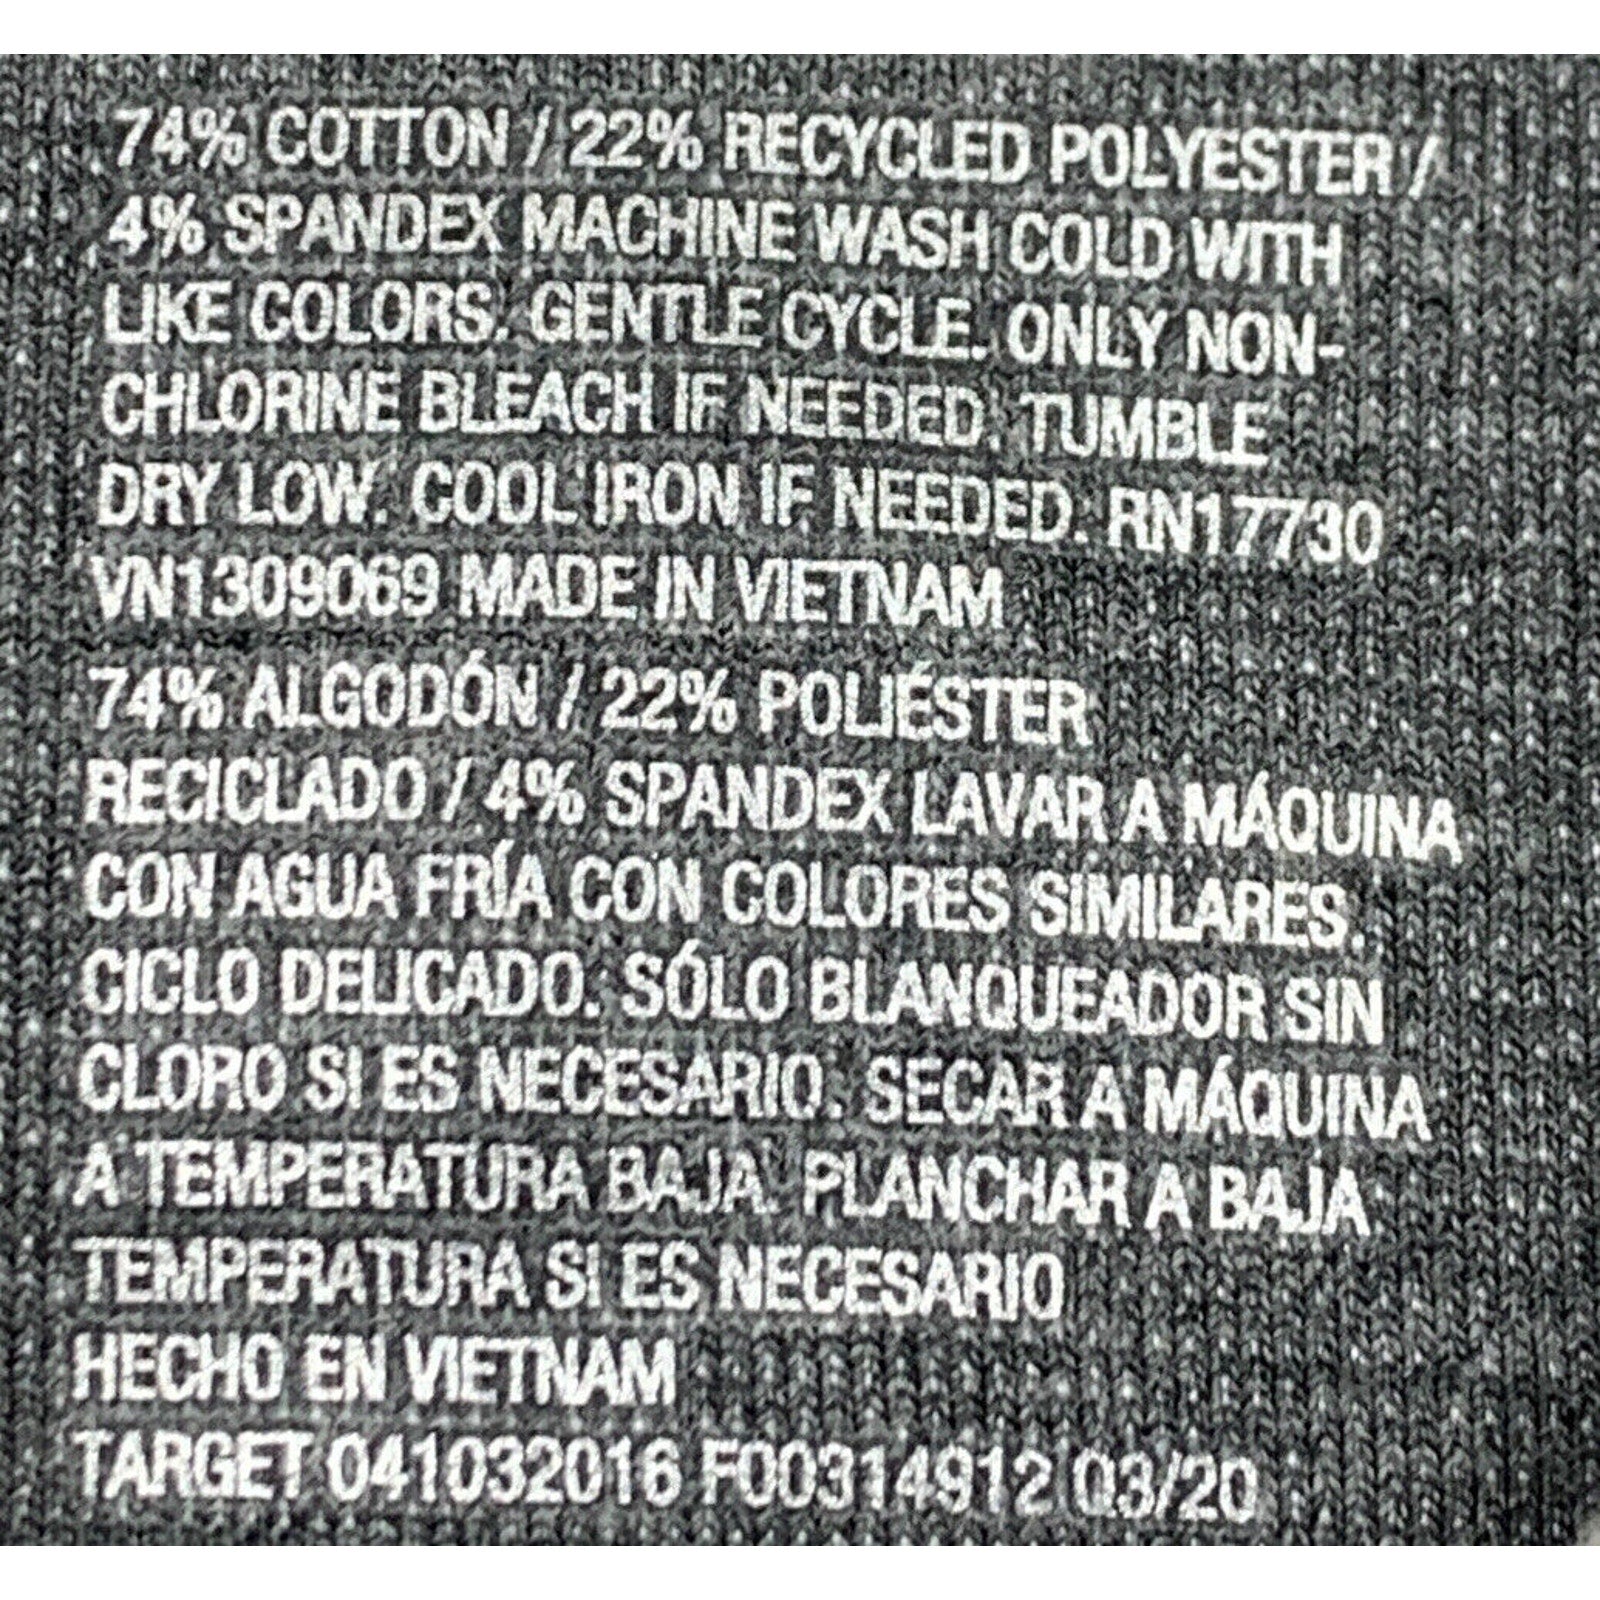 74% COTTON / 22% RECYCLED POLYESTER /
4% SPANDEX MACHINE WASH COLD WITH
LIKE COLORS. GENTLE CYCLE. ONLY NON-
CHLORINE BLEACH IF NEEDED. TUMBLE
DRY LOW. COOL IRON IF NEEDED. RN17730
VN1309069 MADE IN VIETNAM
74% ALGODÓN / 22% POLIÉSTER
RECICLADO / 4% SPANDEX LAVAR A MÁQUINA
CON AGUA FRÍA CON COLORES SIMILARES.
CICLO DELICADO. SÓLO BLANQUEADOR SIN
CLORO SI ES NECESARIO. SECAR A MÁQUINA
A TEMPERATURA BAJA. PLANCHAR A BAJA
TEMPERATURA SI ES NECESARIO
HECHO EN VIETNAM
TARGET 041032016 F00314912 03/20